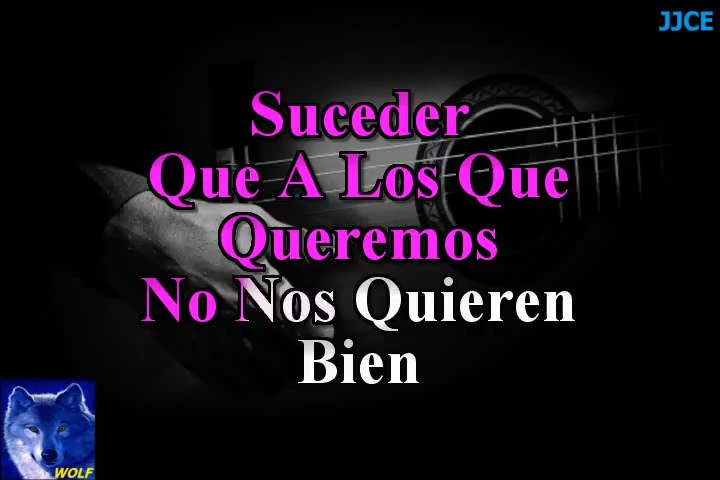 JJCE
Suceder
Que A Los Que
Queremos
No Nos Quieren
Bien
WOLF